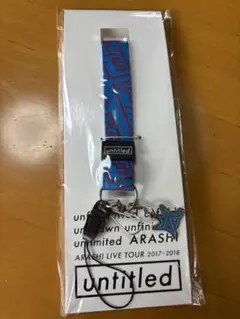 untitled
unlimited ARASHI
ARASHI LIVE TOUR 2017-2018
untitled